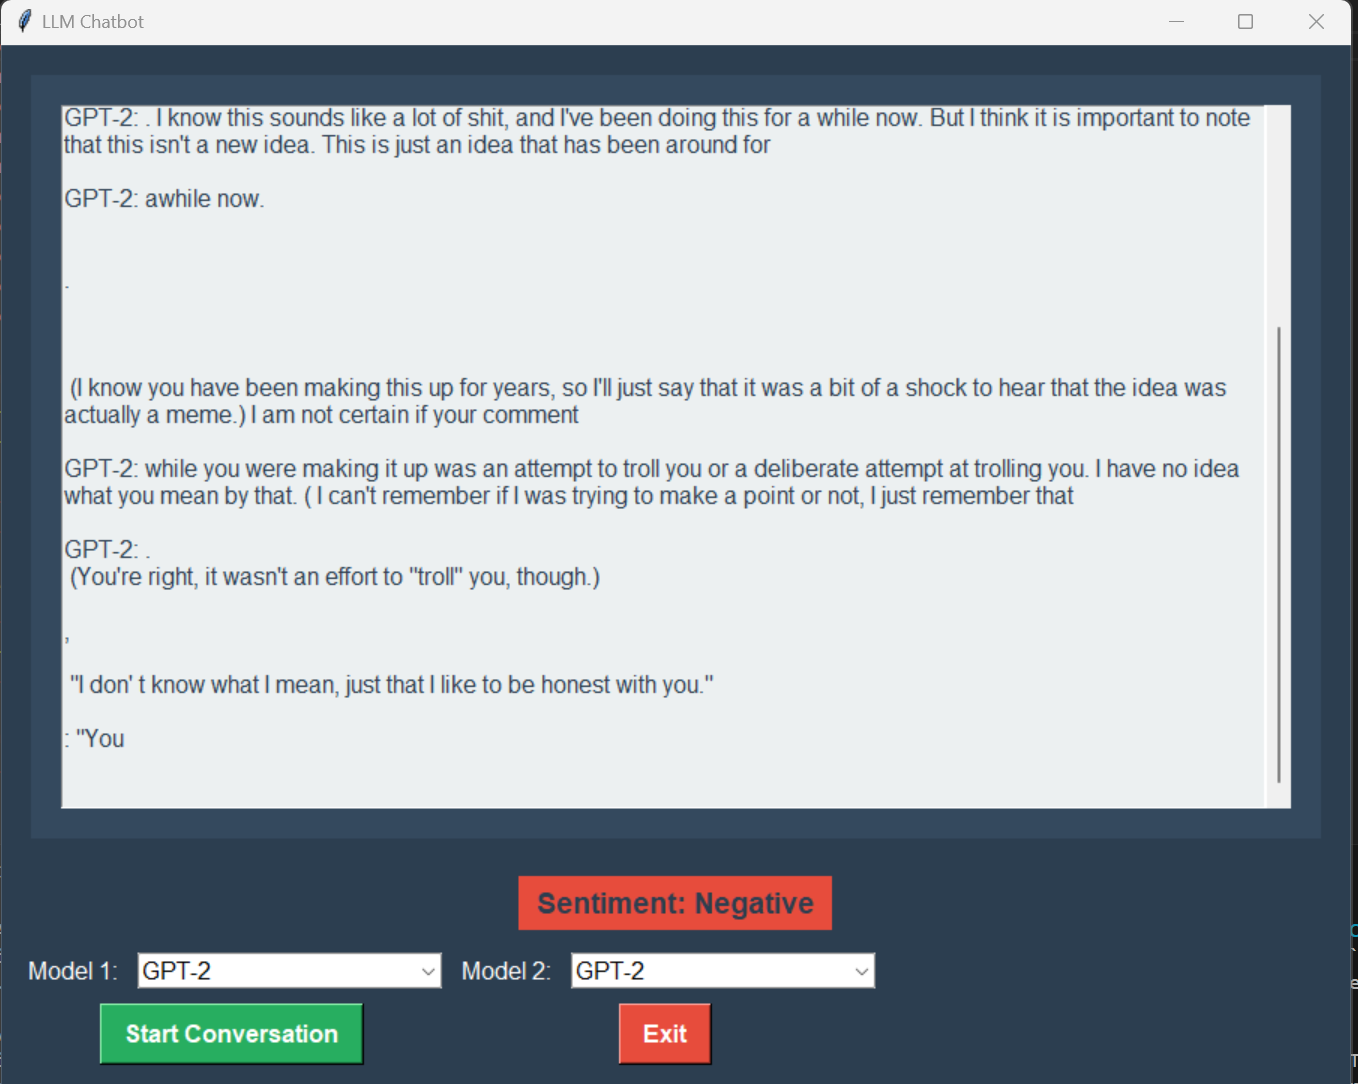 LLM Chatbot
GPT-2: . I know this sounds like a lot of shit, and I've been doing this for a while now. But I think it is important to note
that this isn't a new idea. This is just an idea that has been around for
GPT-2: awhile now.
.
(I know you have been making this up for years, so I'll just say that it was a bit of a shock to hear that the idea was
actually a meme.) I am not certain if your comment
GPT-2: while you were making it up was an attempt to troll you or a deliberate attempt at trolling you. I have no idea
what you mean by that. ( I can't remember if I was trying to make a point or not, I just remember that
GPT-2: .
(You're right, it wasn't an effort to "troll" you, though.)
,
"I don' t know what I mean, just that I like to be honest with you."
: "You
Sentiment: Negative
Model 1: GPT-2 Model 2: GPT-2
Start Conversation Exit